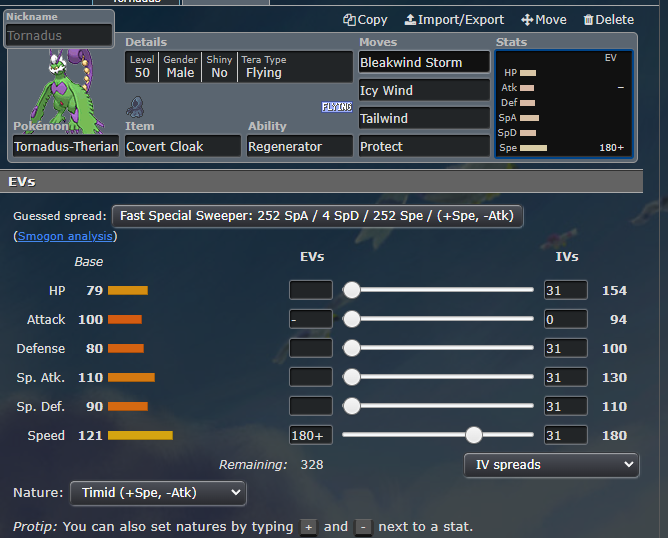 Tornadus
Nickname
Tornadus
Copy Import/Export Move Delete
Details
Level Gender Shiny Tera Type
50 Male No Flying
FLYING
Pokémon Item Ability
Tornadus-Therian Covert Cloak Regenerator
Moves
Bleakwind Storm
Icy Wind
Tailwind
Protect
Stats
EV
HP
Atk –
Def
SpA
SpD
Spe 180+
EVs
Guessed spread: Fast Special Sweeper: 252 SpA / 4 SpD / 252 Spe / (+Spe, -Atk)
(Smogon analysis)
Base EVs IVs
HP 79 31 154
Attack 100 - 0 94
Defense 80 31 100
Sp. Atk. 110 31 130
Sp. Def. 90 31 110
Speed 121 180+ 31 180
Remaining: 328 IV spreads
Nature: Timid (+Spe, -Atk)
Protip: You can also set natures by typing + and - next to a stat.